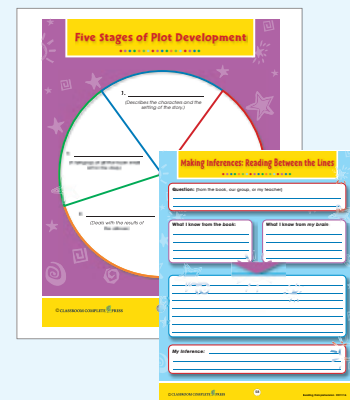 Five Stages of Plot Development
1.
(Describes the characters and the
setting of the story.)
(Deals with the results of
© CLASSROOM COMPLETE PRESS
Making Inferences: Reading Between the Lines
Question: (from the book, our group, or my teacher)
What I know from the book:
What I know from my brain
My Inference:
© CLASSROOM COMPLETE PRESS